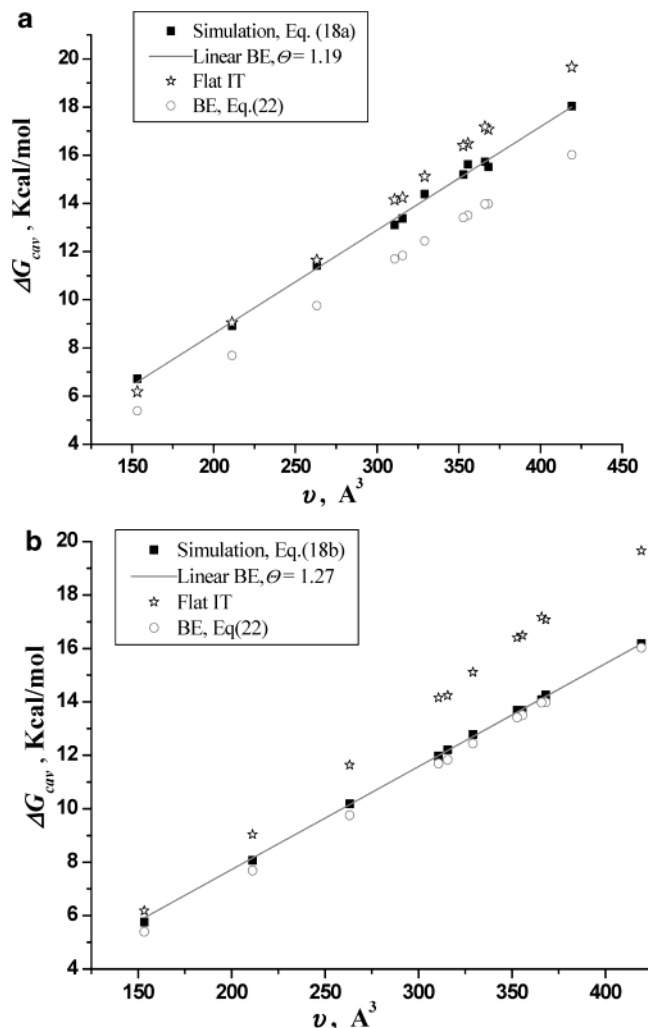 a
Simulation, Eq. (18a)
Linear BE, Θ = 1.19
Flat IT
BE, Eq.(22)
20
18
16
14
12
10
8
6
4
ΔG_cav, Kcal/mol
150 200 250 300 350 400 450
υ, A³
b
Simulation, Eq.(18b)
Linear BE, Θ = 1.27
Flat IT
BE, Eq(22)
20
18
16
14
12
10
8
6
4
ΔG_cav, Kcal/mol
150 200 250 300 350 400
υ, A³